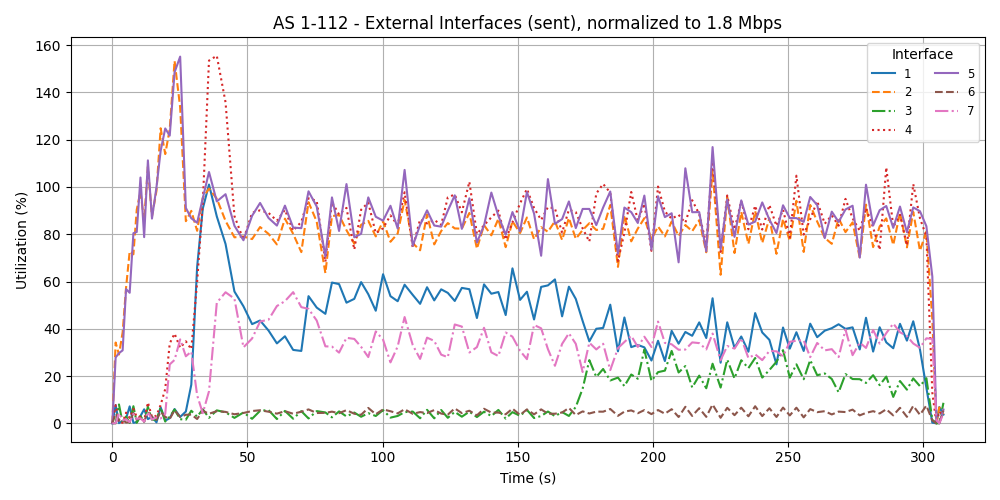 AS 1-112 - External Interfaces (sent), normalized to 1.8 Mbps
Interface
1 5
2 6
3 7
4
Utilization (%)
160
140
120
100
80
60
40
20
0
0 50 100 150 200 250 300
Time (s)